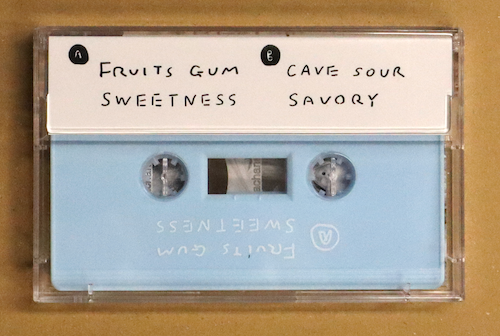 A FRUITS GUM
SWEETNESS
B CAVE SOUR
SAVORY
A FRUITS GUM
SWEETNESS